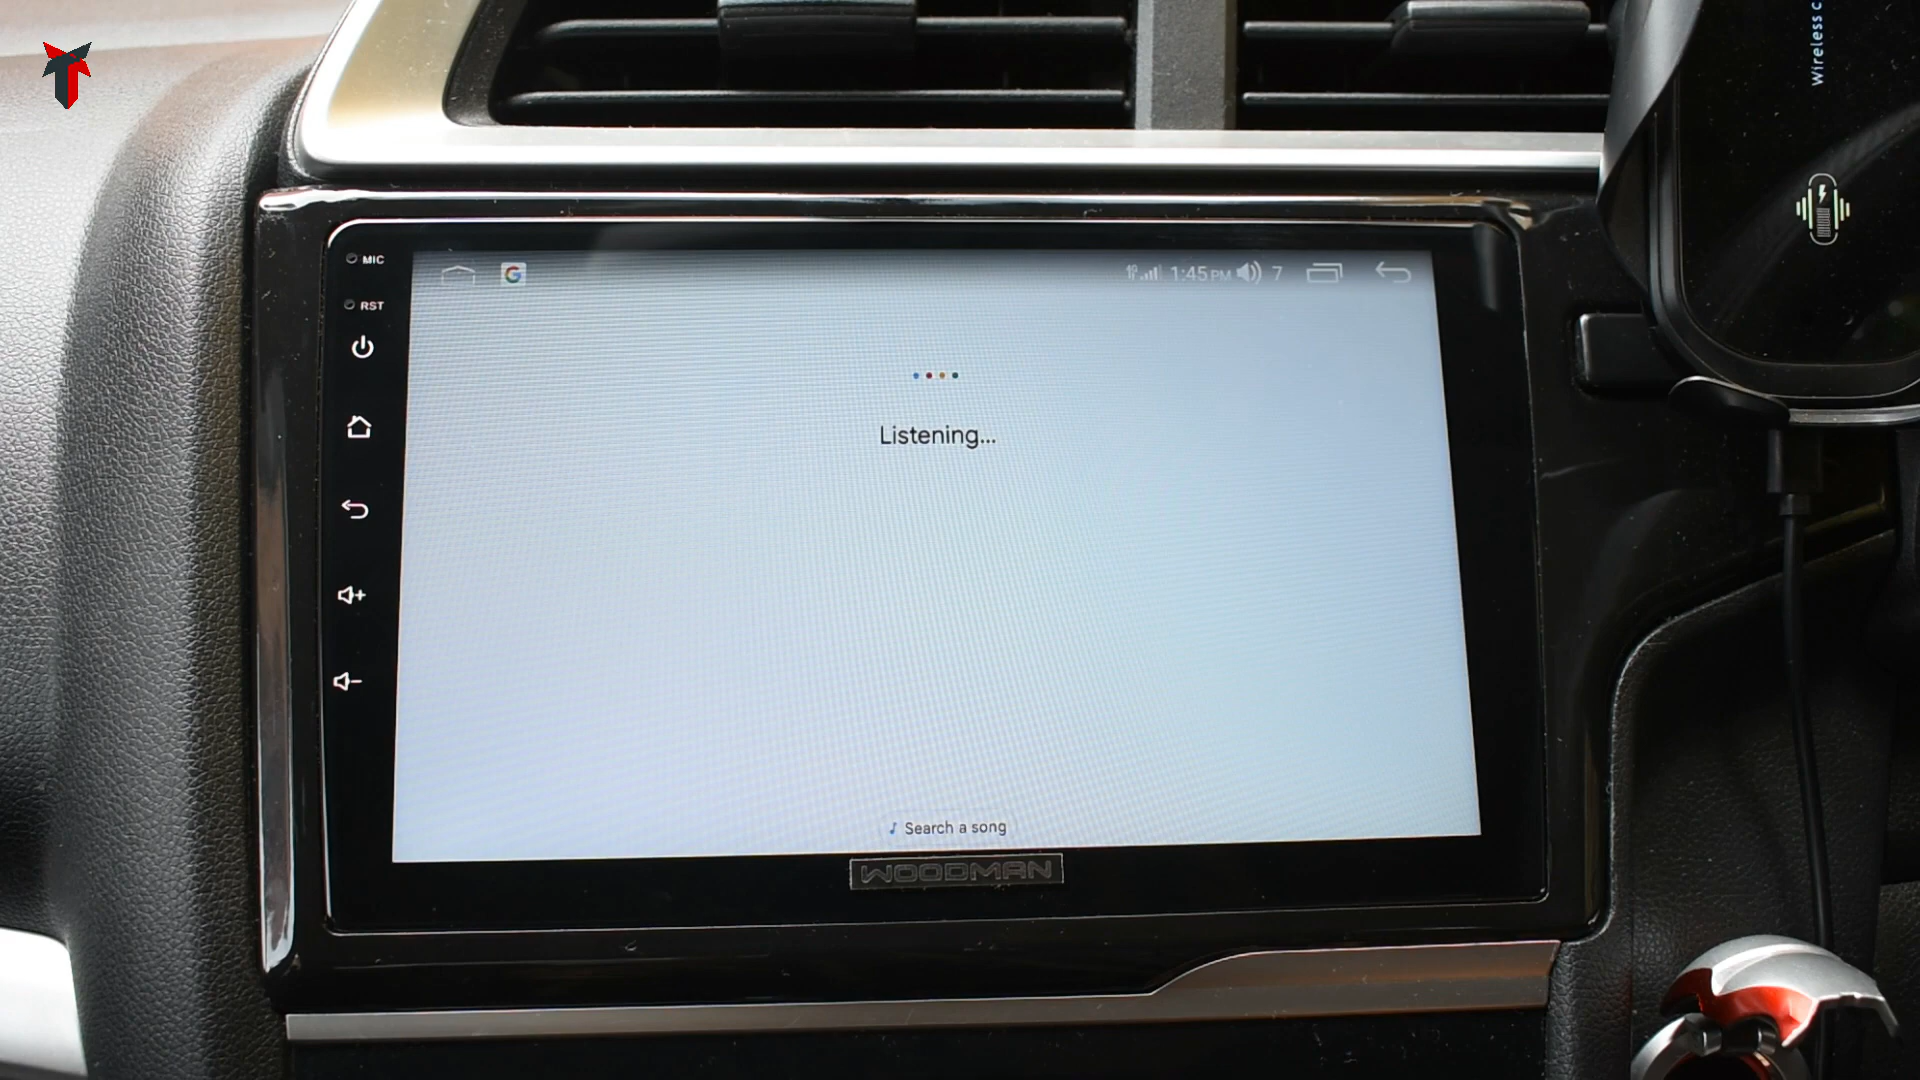 Wireless c
MIC
RST
1:45 PM
7
Listening...
Search a song
WOODMAN